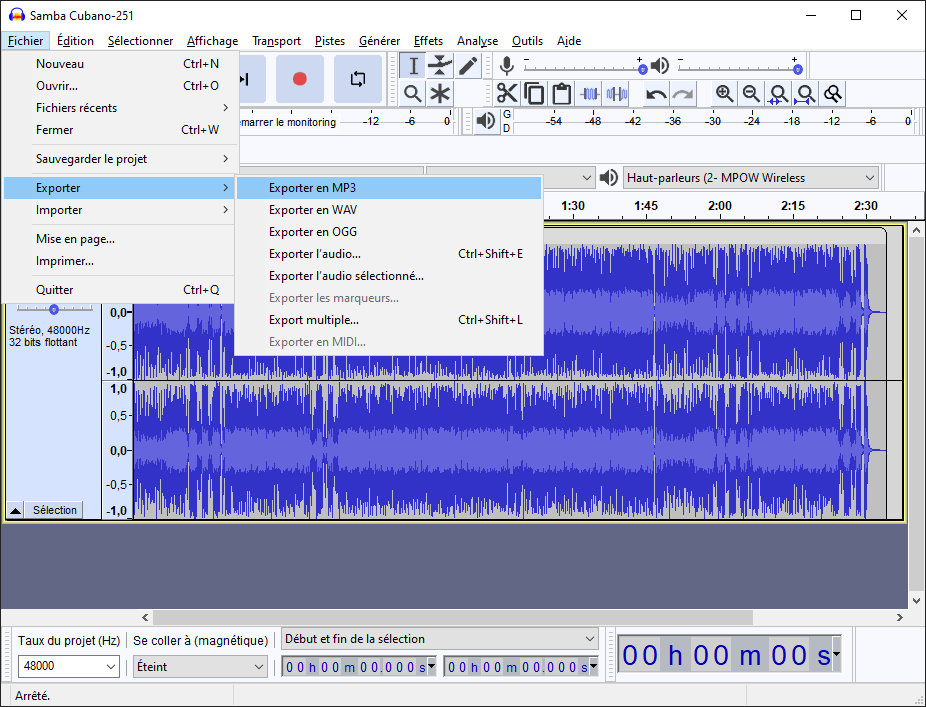 Samba Cubano-251
Fichier Édition Sélectionner Affichage Transport Pistes Générer Effets Analyse Outils Aide
Nouveau Ctrl+N
Ouvrir... Ctrl+O
Fichiers récents
Fermer Ctrl+W
Sauvegarder le projet
Exporter
Importer
Mise en page...
Imprimer...
Quitter Ctrl+Q
Exporter en MP3
Exporter en WAV
Exporter en OGG
Exporter l'audio... Ctrl+Shift+E
Exporter l'audio sélectionné...
Exporter les marqueurs...
Export multiple... Ctrl+Shift+L
Exporter en MIDI...
émarrer le monitoring -12 -6 0
G
D
-54 -48 -42 -36 -30 -24 -18 -12 -6 0
Haut-parleurs (2- MPOW Wireless
1:30 1:45 2:00 2:15 2:30
Stéréo, 48000Hz
32 bits flottant
0,0
-0,5
-1,0
1,0
0,5
0,0
-0,5
-1,0
Sélection
Taux du projet (Hz) Se coller à (magnétique) Début et fin de la sélection
48000 Éteint 00 h 00 m 00.000 s 00 h 00 m 00.000 s
00 h 00 m 00 s
Arrêté.